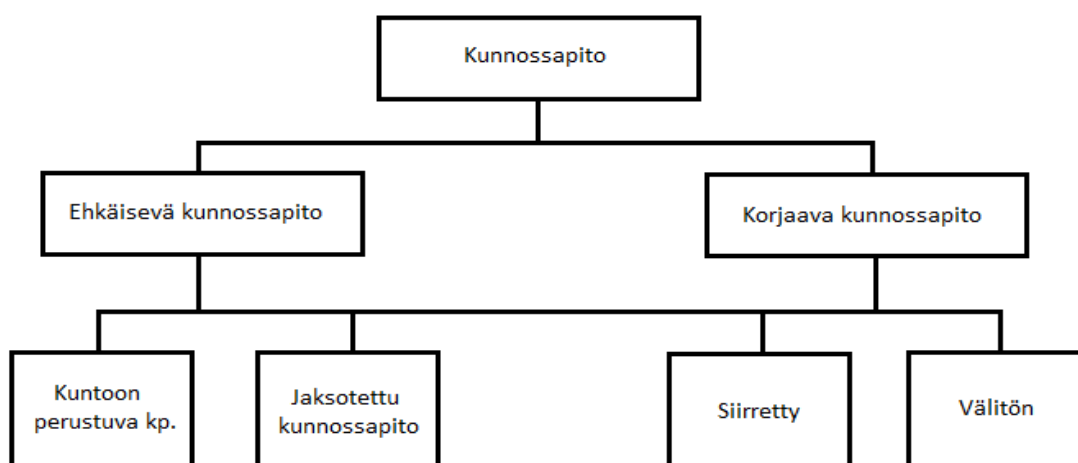 Kunnossapito
Ehkäisevä kunnossapito
Korjaava kunnossapito
Kuntoon
perustuva kp.
Jaksotettu
kunnossapito
Siirretty
Välitön